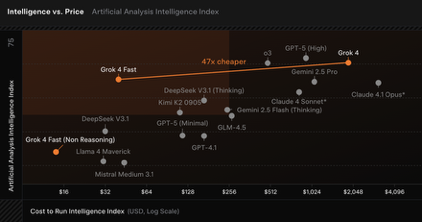 Intelligence vs. Price Artificial Analysis Intelligence Index
75
Artificial Analysis Intelligence Index
47x cheaper
o3
GPT-5 (High)
Grok 4
Grok 4 Fast
Gemini 2.5 Pro
DeepSeek V3.1 (Thinking)
Claude 4 Sonnet*
Claude 4.1 Opus*
Kimi K2 0905
Gemini 2.5 Flash (Thinking)
DeepSeek V3.1
GPT-5 (Minimal)
GLM-4.5
Grok 4 Fast (Non Reasoning)
GPT-4.1
Llama 4 Maverick
Mistral Medium 3.1
$16 $32 $64 $128 $256 $512 $1,024 $2,048 $4,096
Cost to Run Intelligence Index (USD, Log Scale)